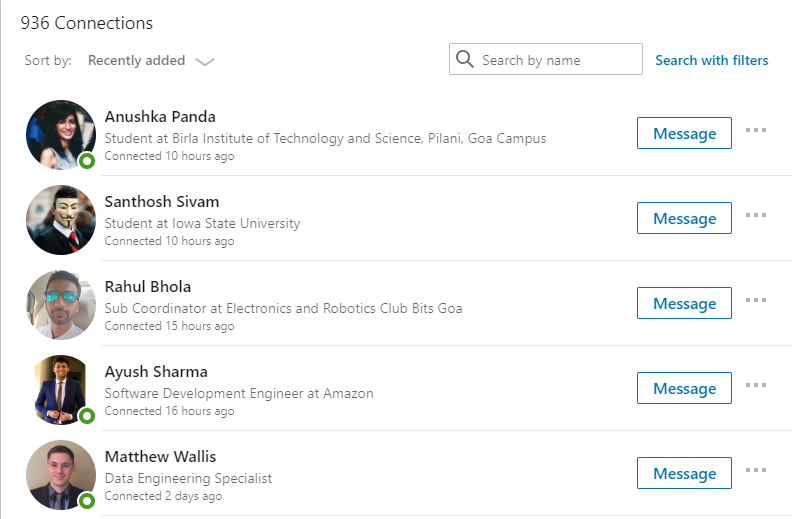 936 Connections
Sort by: Recently added
Search by name
Search with filters
Anushka Panda
Student at Birla Institute of Technology and Science, Pilani, Goa Campus
Connected 10 hours ago
Message
Santhosh Sivam
Student at Iowa State University
Connected 10 hours ago
Message
Rahul Bhola
Sub Coordinator at Electronics and Robotics Club Bits Goa
Connected 15 hours ago
Message
Ayush Sharma
Software Development Engineer at Amazon
Connected 16 hours ago
Message
Matthew Wallis
Data Engineering Specialist
Connected 2 days ago
Message